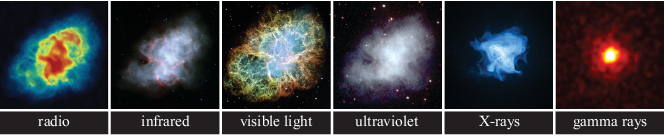 radio
infrared
visible light
ultraviolet
X-rays
gamma rays